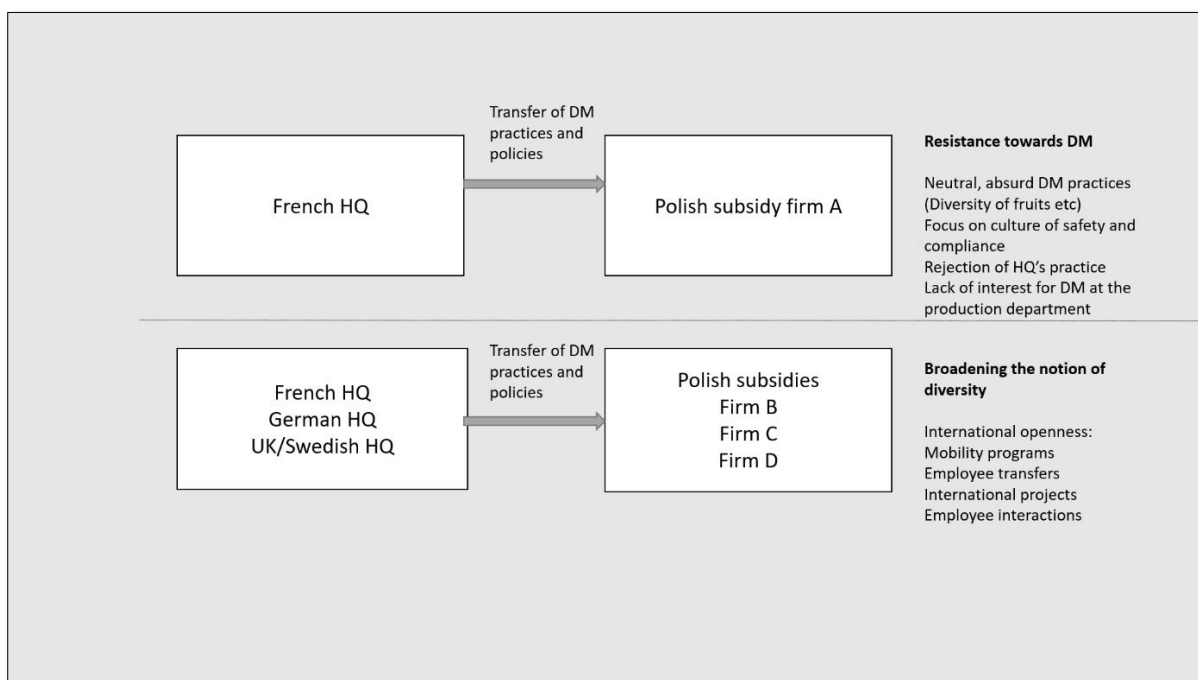 Transfer of DM
practices and
policies
French HQ
Polish subsidy firm A
Resistance towards DM
Neutral, absurd DM practices
(Diversity of fruits etc)
Focus on culture of safety and
compliance
Rejection of HQ's practice
Lack of interest for DM at the
production department
Transfer of DM
practices and
policies
French HQ
German HQ
UK/Swedish HQ
Polish subsidies
Firm B
Firm C
Firm D
Broadening the notion of
diversity
International openness:
Mobility programs
Employee transfers
International projects
Employee interactions